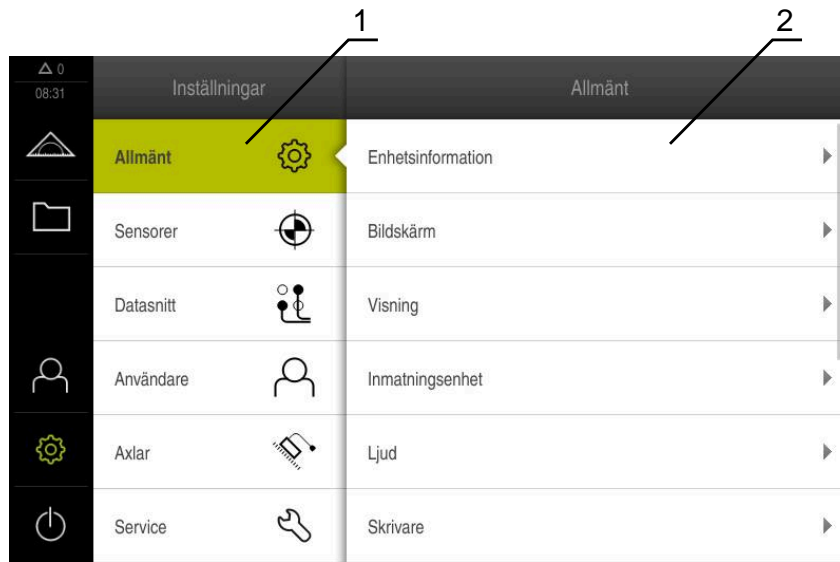 1
2
0
08:31
Inställningar
Allmänt
Allmänt
Enhetsinformation
Sensorer
Bildskärm
Datasnitt
Visning
Användare
Inmatningsenhet
Axlar
Ljud
Service
Skrivare